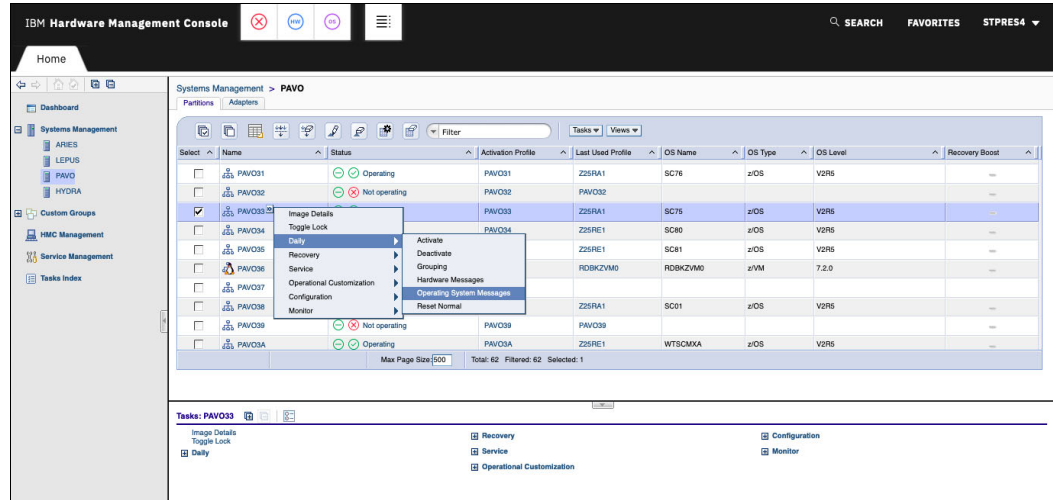 IBM Hardware Management Console HW OS SEARCH FAVORITES STPRES4
Home
Dashboard
Systems Management
ARIES
LEPUS
PAVO
HYDRA
Custom Groups
HMC Management
Service Management
Tasks Index
Systems Management > PAVO
Partitions Adapters
Filter Tasks Views
Select Name Status Activation Profile Last Used Profile OS Name OS Type OS Level Recovery Boost
PAVO31 Operating PAVO31 Z25RA1 SC76 z/OS V2R5
PAVO32 Not operating PAVO32 PAVO32
PAVO33 PAVO33 Z25RA1 SC75 z/OS V2R5
PAVO34 PAVO34 Z25RE1 SC80 z/OS V2R5
PAVO35 Z25RE1 SC81 z/OS V2R5
PAVO36 RDBKZVM0 RDBKZVM0 z/VM 7.2.0
PAVO37
PAVO38 Z25RA1 SC01 z/OS V2R5
PAVO39 Not operating PAVO39 PAVO39
PAVO3A Operating PAVO3A Z25RE1 WTSCMXA z/OS V2R5
Image Details
Toggle Lock
Daily
Recovery
Service
Operational Customization
Configuration
Monitor
Activate
Deactivate
Grouping
Hardware Messages
Operating System Messages
Reset Normal
Max Page Size: 500 Total: 62 Filtered: 62 Selected: 1
Tasks: PAVO33
Image Details
Toggle Lock
Daily
Recovery
Service
Operational Customization
Configuration
Monitor